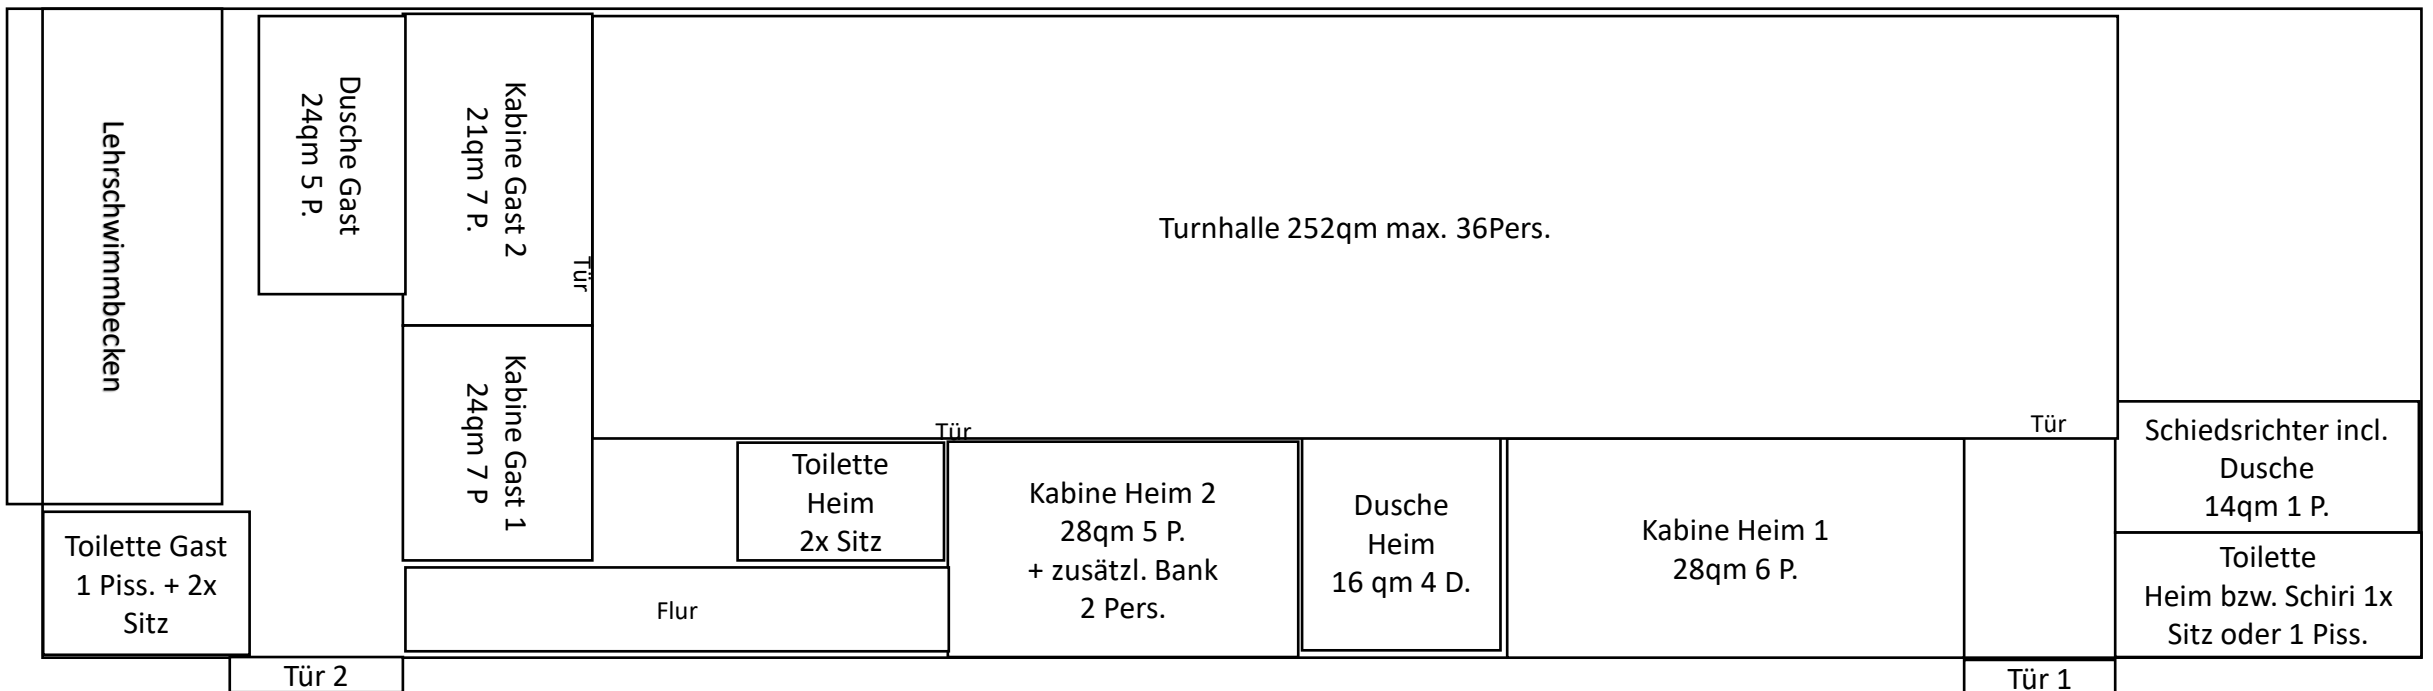 Lehrschwimmbecken
Dusche Gast
24qm 5 P.
Kabine Gast 2
21qm 7 P.
Tür
Turnhalle 252qm max. 36Pers.
Kabine Gast 1
24qm 7 P
Tür
Tür
Toilette
Heim
2x Sitz
Kabine Heim 2
28qm 5 P.
+ zusätzl. Bank
2 Pers.
Dusche
Heim
16 qm 4 D.
Kabine Heim 1
28qm 6 P.
Schiedsrichter incl.
Dusche
14qm 1 P.
Toilette Gast
1 Piss. + 2x
Sitz
Flur
Toilette
Heim bzw. Schiri 1x
Sitz oder 1 Piss.
Tür 2
Tür 1